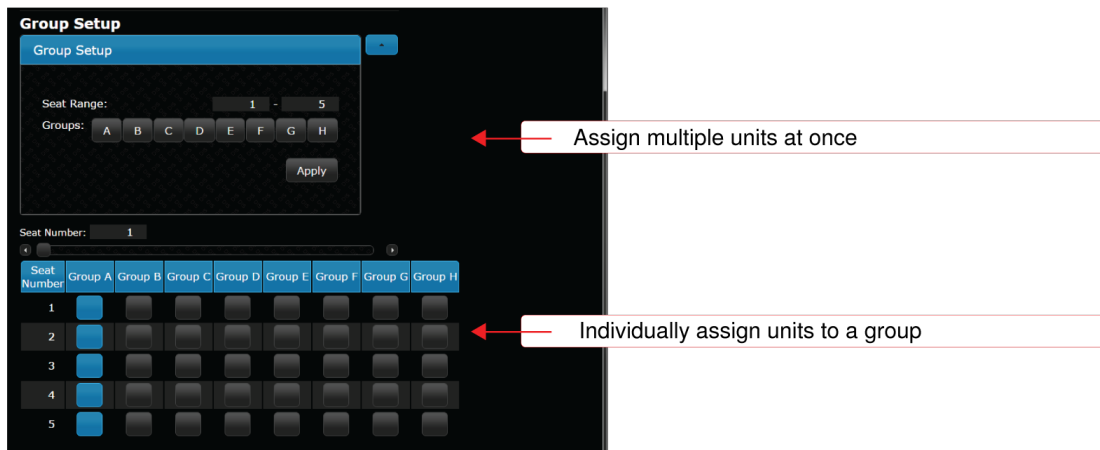 Group Setup
Group Setup
Seat Range: 1 - 5
Groups: A B C D E F G H
Apply
Assign multiple units at once
Seat Number: 1
Seat Number Group A Group B Group C Group D Group E Group F Group G Group H
1
2
Individually assign units to a group
3
4
5